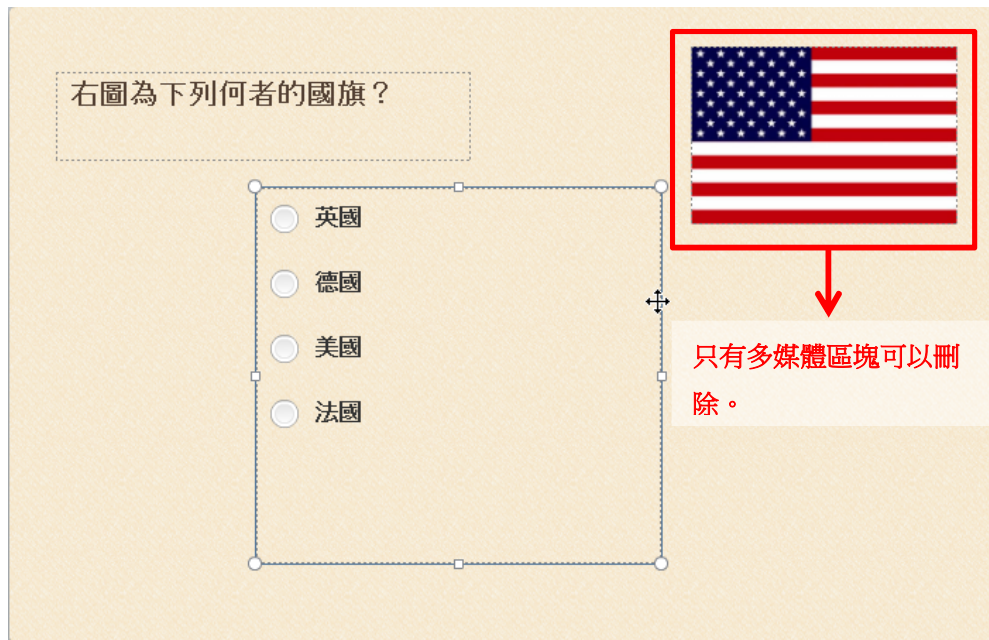 右圖為下列何者的國旗？
英國
德國
美國
法國
只有多媒體區塊可以刪
除。